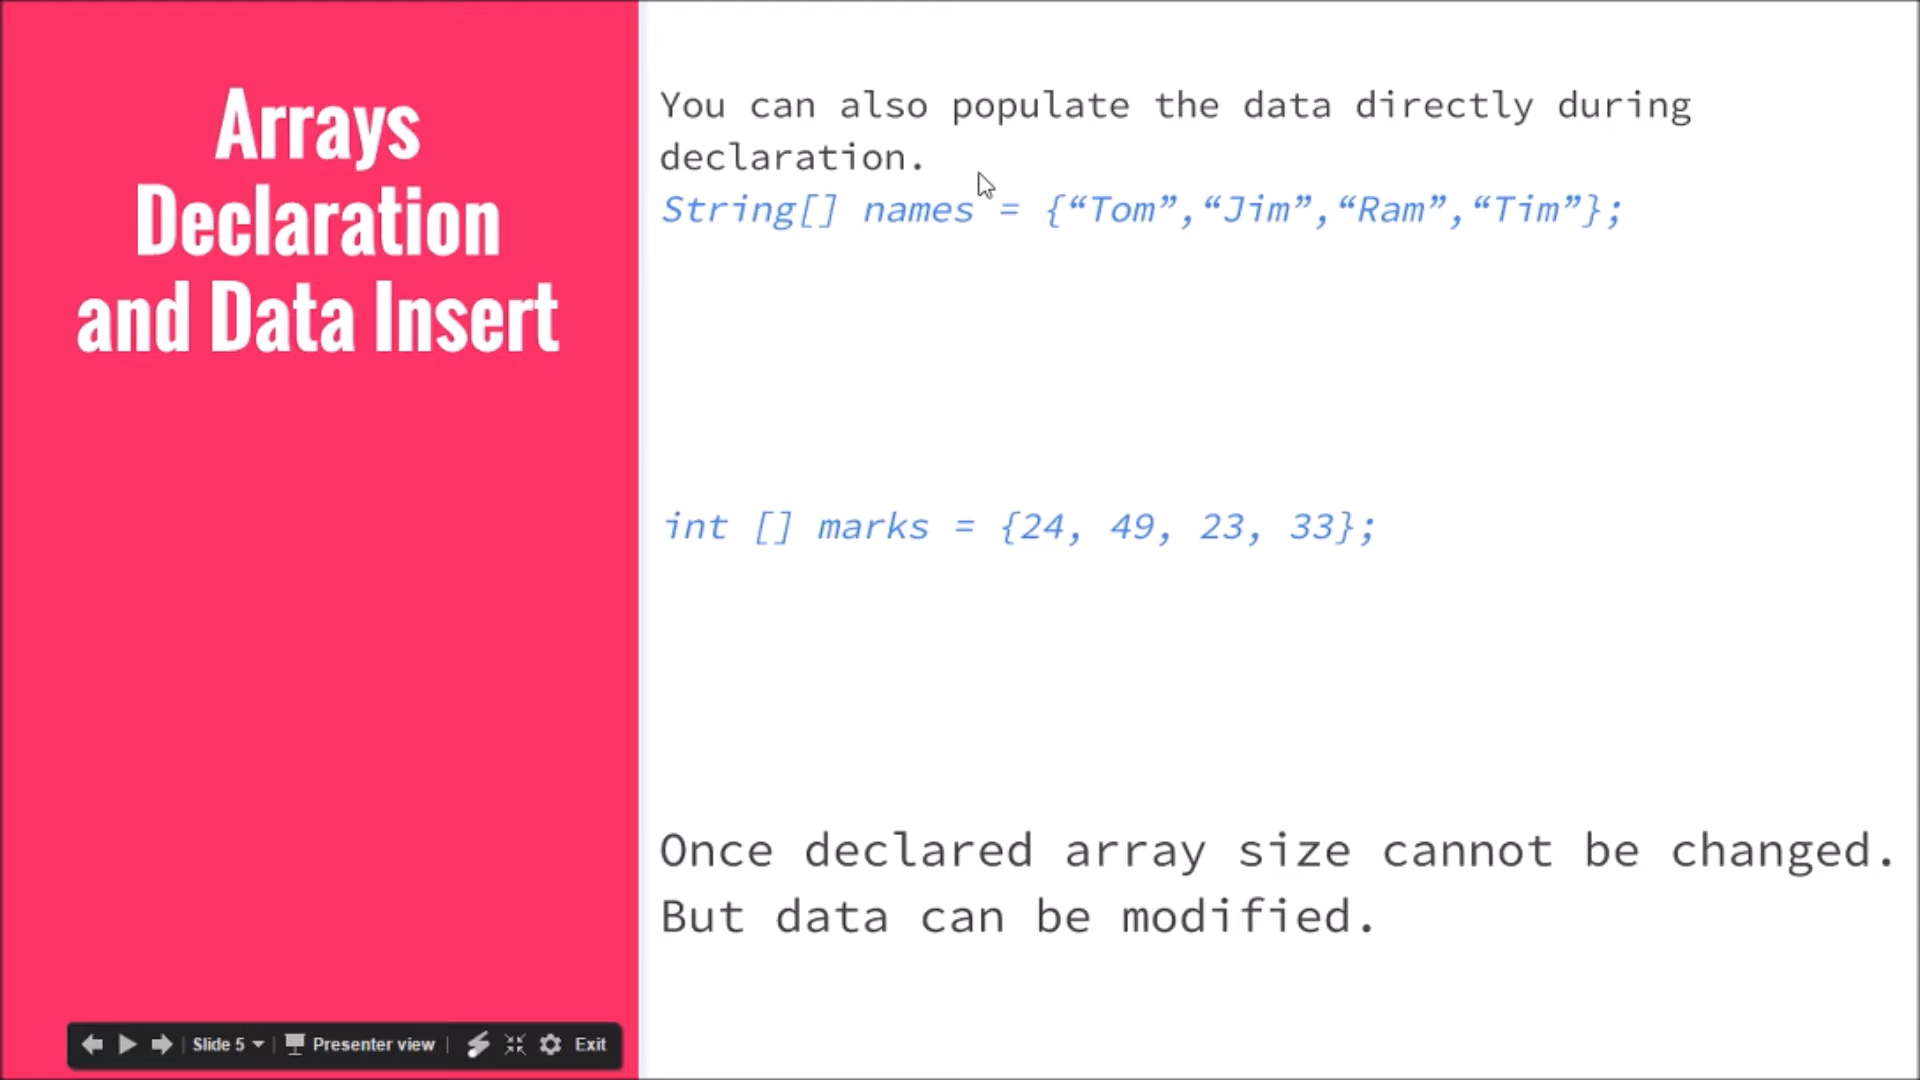 Arrays
Declaration
and Data Insert
You can also populate the data directly during
declaration.
String[] names = {“Tom”,“Jim”,“Ram”,“Tim”};
int [] marks = {24, 49, 23, 33};
Once declared array size cannot be changed.
But data can be modified.
Slide 5 Presenter view Exit